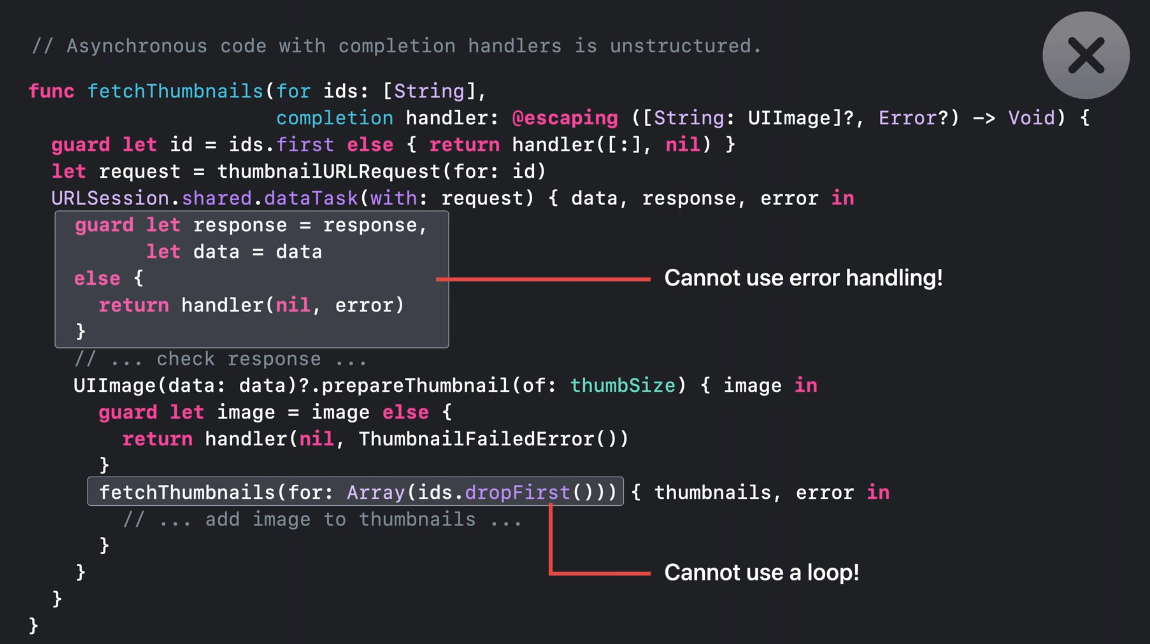 // Asynchronous code with completion handlers is unstructured.
func fetchThumbnails(for ids: [String],
completion handler: @escaping ([String: UIImage]?, Error?) -> Void) {
guard let id = ids.first else { return handler([:], nil) }
let request = thumbnailURLRequest(for: id)
URLSession.shared.dataTask(with: request) { data, response, error in
guard let response = response,
let data = data
else {
return handler(nil, error)
}
Cannot use error handling!
// ... check response ...
UIImage(data: data)?.prepareThumbnail(of: thumbSize) { image in
guard let image = image else {
return handler(nil, ThumbnailFailedError())
}
fetchThumbnails(for: Array(ids.dropFirst())) { thumbnails, error in
// ... add image to thumbnails ...
}
Cannot use a loop!
}
}
}